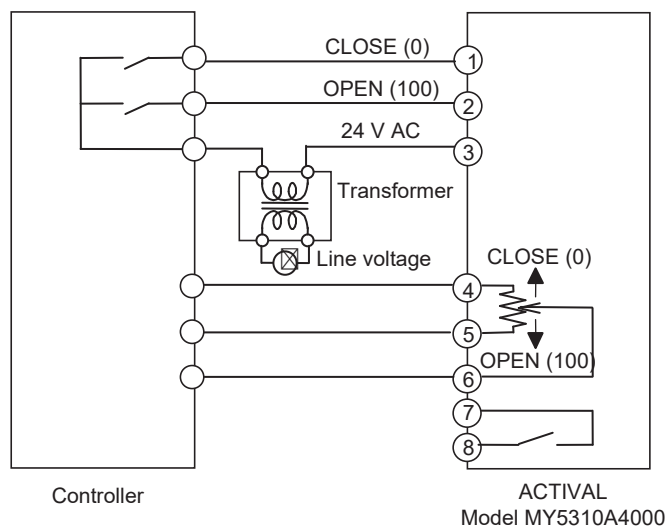 CLOSE (0)
1
OPEN (100)
2
24 V AC
3
Transformer
Line voltage
CLOSE (0)
4
5
OPEN (100)
6
7
8
Controller
ACTIVAL
Model MY5310A4000